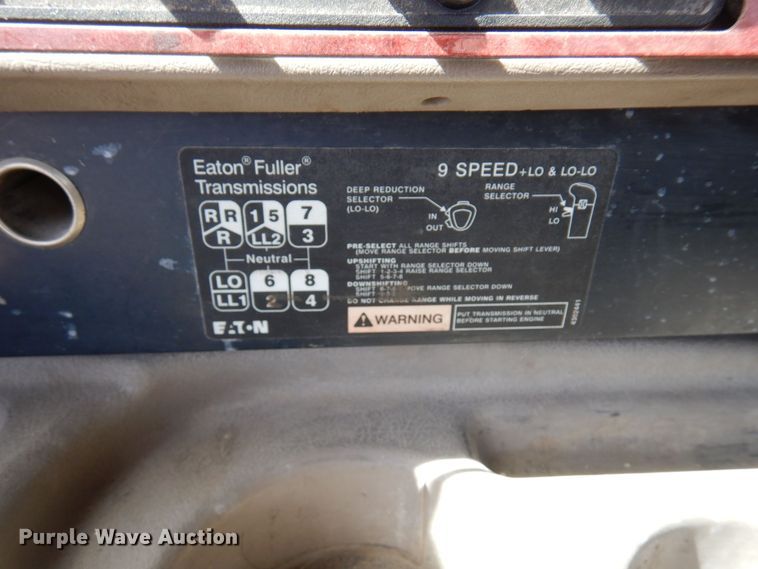 Eaton® Fuller®
Transmissions
9 SPEED +LO & LO-LO
R R 1 5 7
R LL2 3
Neutral
LO 6 8
LL1 2 4
EATON
DEEP REDUCTION
SELECTOR
(LO-LO)
IN
OUT
RANGE
SELECTOR
HI
LO
PRE-SELECT ALL RANGE SHIFTS
(MOVE RANGE SELECTOR BEFORE MOVING SHIFT LEVER)
UPSHIFTING
START WITH RANGE SELECTOR DOWN
SHIFT 1-2-3-4 RAISE RANGE SELECTOR
SHIFT 5-6-7-8
DOWNSHIFTING
SHIFT MOVE RANGE SELECTOR DOWN
SHIFT
DO NOT CHANGE RANGE WHILE MOVING IN REVERSE
WARNING
PUT TRANSMISSION IN NEUTRAL
BEFORE STARTING ENGINE
4302441
Purple Wave Auction